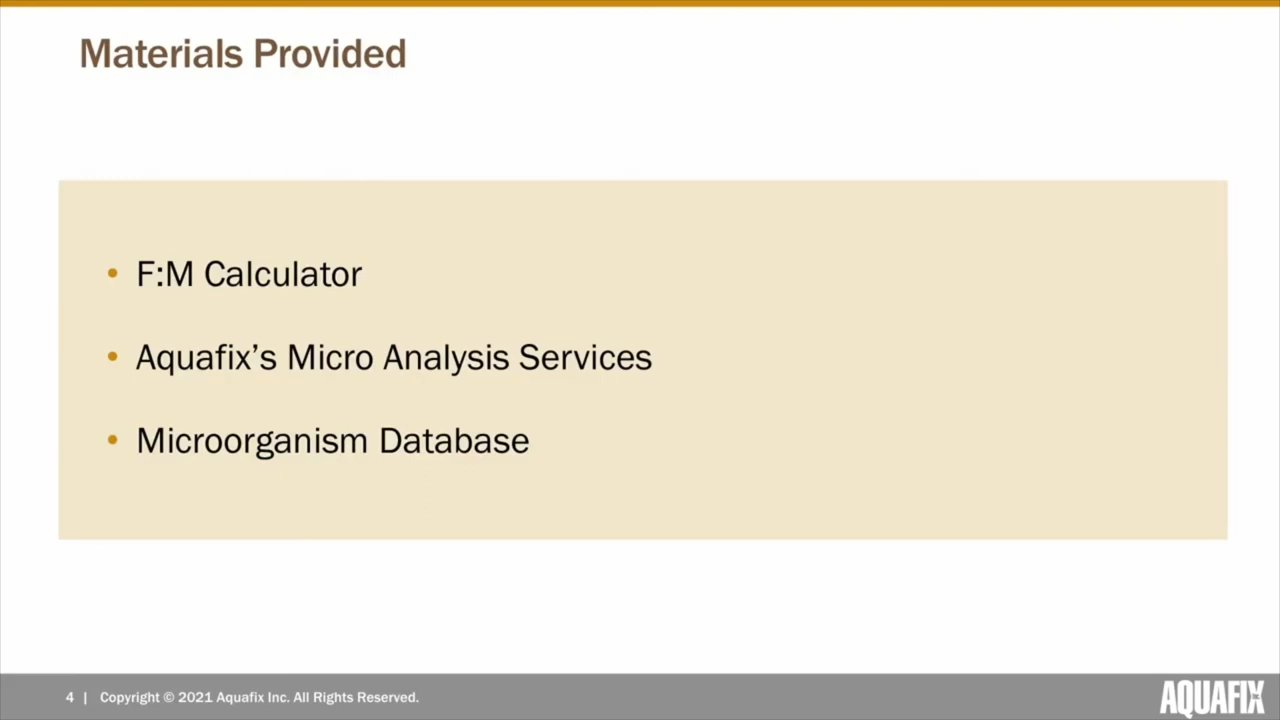 Materials Provided
• F:M Calculator
• Aquafix’s Micro Analysis Services
• Microorganism Database
4 | Copyright © 2021 Aquafix Inc. All Rights Reserved.
AQUAFIX